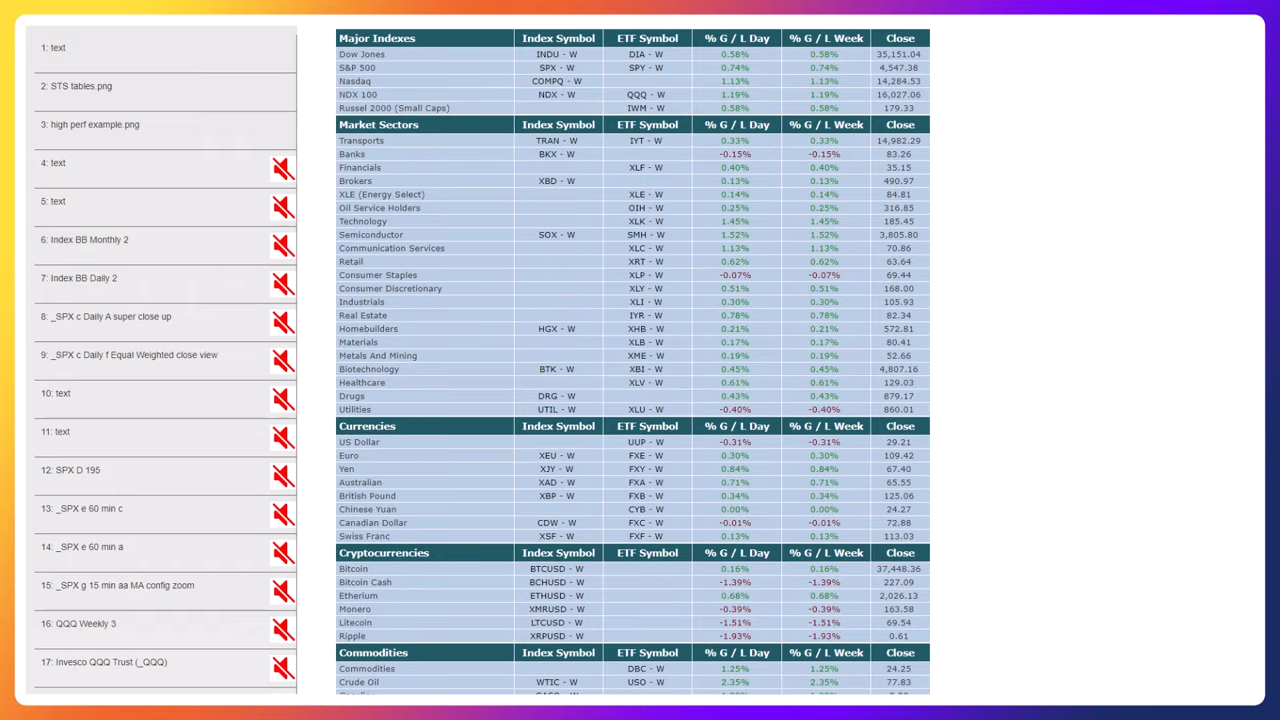 1: text
2: STS tables.png
3: high perf example.png
4: text
5: text
6: Index BB Monthly 2
7: Index BB Daily 2
8: _SPX c Daily A super close up
9: _SPX c Daily f Equal Weighted close view
10: text
11: text
12: SPX D 195
13: _SPX e 60 min c
14: _SPX e 60 min a
15: _SPX g 15 min aa MA config zoom
16: QQQ Weekly 3
17: Invesco QQQ Trust (_QQQ)
Major Indexes Index Symbol ETF Symbol % G / L Day % G / L Week Close
Dow Jones INDU - W DIA - W 0.58% 0.58% 35,151.04
S&P 500 SPX - W SPY - W 0.74% 0.74% 4,547.38
Nasdaq COMPQ - W 1.13% 1.13% 14,284.53
NDX 100 NDX - W QQQ - W 1.19% 1.19% 16,027.06
Russel 2000 (Small Caps) IWM - W 0.58% 0.58% 179.33
Market Sectors Index Symbol ETF Symbol % G / L Day % G / L Week Close
Transports TRAN - W IYT - W 0.33% 0.33% 14,982.29
Banks BKX - W -0.15% -0.15% 83.26
Financials XLF - W 0.40% 0.40% 35.15
Brokers XBD - W 0.13% 0.13% 490.97
XLE (Energy Select) XLE - W 0.14% 0.14% 84.81
Oil Service Holders OIH - W 0.25% 0.25% 316.85
Technology XLK - W 1.45% 1.45% 185.45
Semiconductor SOX - W SMH - W 1.52% 1.52% 3,805.80
Communication Services XLC - W 1.13% 1.13% 70.86
Retail XRT - W 0.62% 0.62% 63.64
Consumer Staples XLP - W -0.07% -0.07% 69.44
Consumer Discretionary XLY - W 0.51% 0.51% 168.00
Industrials XLI - W 0.30% 0.30% 105.93
Real Estate IYR - W 0.78% 0.78% 82.34
Homebuilders HGX - W XHB - W 0.21% 0.21% 572.81
Materials XLB - W 0.17% 0.17% 80.41
Metals And Mining XME - W 0.19% 0.19% 52.66
Biotechnology BTK - W XBI - W 0.45% 0.45% 4,807.16
Healthcare XLV - W 0.61% 0.61% 129.03
Drugs DRG - W 0.43% 0.43% 879.17
Utilities UTIL - W XLU - W -0.40% -0.40% 860.01
Currencies Index Symbol ETF Symbol % G / L Day % G / L Week Close
US Dollar UUP - W -0.31% -0.31% 29.21
Euro XEU - W FXE - W 0.30% 0.30% 109.42
Yen XJY - W FXY - W 0.84% 0.84% 67.40
Australian XAD - W FXA - W 0.71% 0.71% 65.55
British Pound XBP - W FXB - W 0.34% 0.34% 125.06
Chinese Yuan CYB - W 0.00% 0.00% 24.27
Canadian Dollar CDW - W FXC - W -0.01% -0.01% 72.88
Swiss Franc XSF - W FXF - W 0.13% 0.13% 113.03
Cryptocurrencies Index Symbol ETF Symbol % G / L Day % G / L Week Close
Bitcoin BTCUSD - W 0.16% 0.16% 37,448.36
Bitcoin Cash BCHUSD - W -1.39% -1.39% 227.09
Etherium ETHUSD - W 0.68% 0.68% 2,026.13
Monero XMRUSD - W -0.39% -0.39% 163.58
Litecoin LTCUSD - W -1.51% -1.51% 69.54
Ripple XRPUSD - W -1.93% -1.93% 0.61
Commodities Index Symbol ETF Symbol % G / L Day % G / L Week Close
Commodities DBC - W 1.25% 1.25% 24.25
Crude Oil WTIC - W USO - W 2.35% 2.35% 77.83